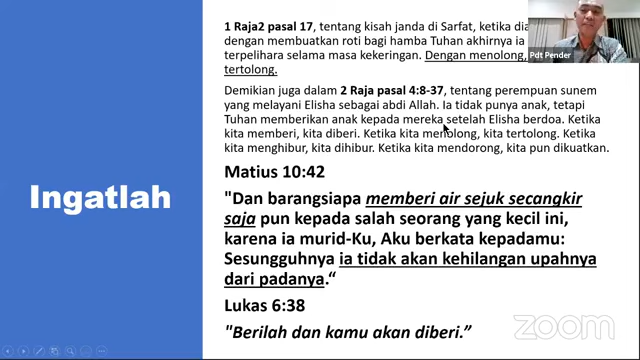 Ingatlah
1 Raja2 pasal 17, tentang kisah janda di Sarfat, ketika dia
dengan membuatkan roti bagi hamba Tuhan akhirnya ia
terpelihara selama masa kekeringan. Dengan menolong,
tertolong.
Demikian juga dalam 2 Raja pasal 4:8-37, tentang perempuan sunem
yang melayani Elisha sebagai abdi Allah. Ia tidak punya anak, tetapi
Tuhan memberikan anak kepada mereka setelah Elisha berdoa. Ketika
kita memberi, kita diberi. Ketika kita menolong, kita tertolong. Ketika
kita menghibur, kita dihibur. Ketika kita mendorong, kita pun dikuatkan.
Matius 10:42
"Dan barangsiapa memberi air sejuk secangkir
saja pun kepada salah seorang yang kecil ini,
karena ia murid-Ku, Aku berkata kepadamu:
Sesungguhnya ia tidak akan kehilangan upahnya
dari padanya.“
Lukas 6:38
"Berilah dan kamu akan diberi.”
Pdt Pender
zoom